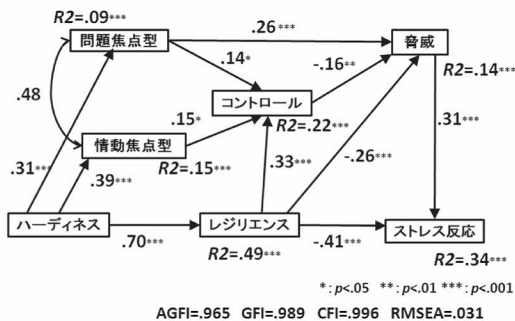 R2=.09***
問題焦点型
.26***
脅威
.14*
-.16**
R2=.14***
.48
コントロール
.15*
R2=.22***
情動焦点型
R2=.15***
.31***
.31***
.39***
.33***
-.26***
ハーディネス
.70***
レジリエンス
-.41***
ストレス反応
R2=.49***
R2=.34***
*: p<.05 **: p<.01 ***: p<.001
AGFI=.965 GFI=.989 CFI=.996 RMSEA=.031